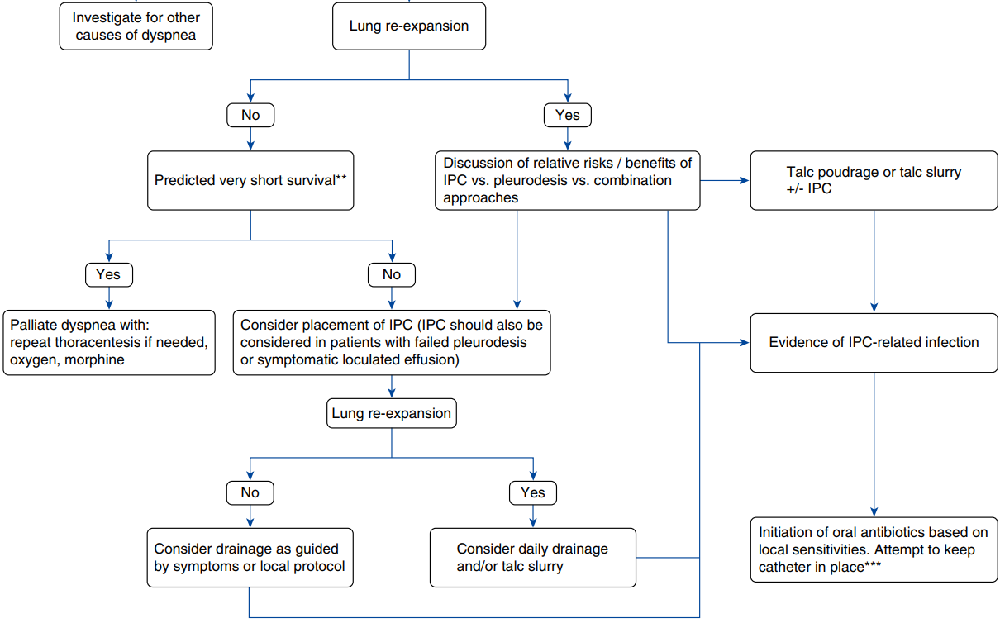 Investigate for other
causes of dyspnea
Lung re-expansion
No
Yes
Predicted very short survival**
Discussion of relative risks / benefits of
IPC vs. pleurodesis vs. combination
approaches
Talc poudrage or talc slurry
+/- IPC
Yes
No
Palliate dyspnea with:
repeat thoracentesis if needed,
oxygen, morphine
Consider placement of IPC (IPC should also be
considered in patients with failed pleurodesis
or symptomatic loculated effusion)
Evidence of IPC-related infection
Lung re-expansion
No
Yes
Consider drainage as guided
by symptoms or local protocol
Consider daily drainage
and/or talc slurry
Initiation of oral antibiotics based on
local sensitivities. Attempt to keep
catheter in place***